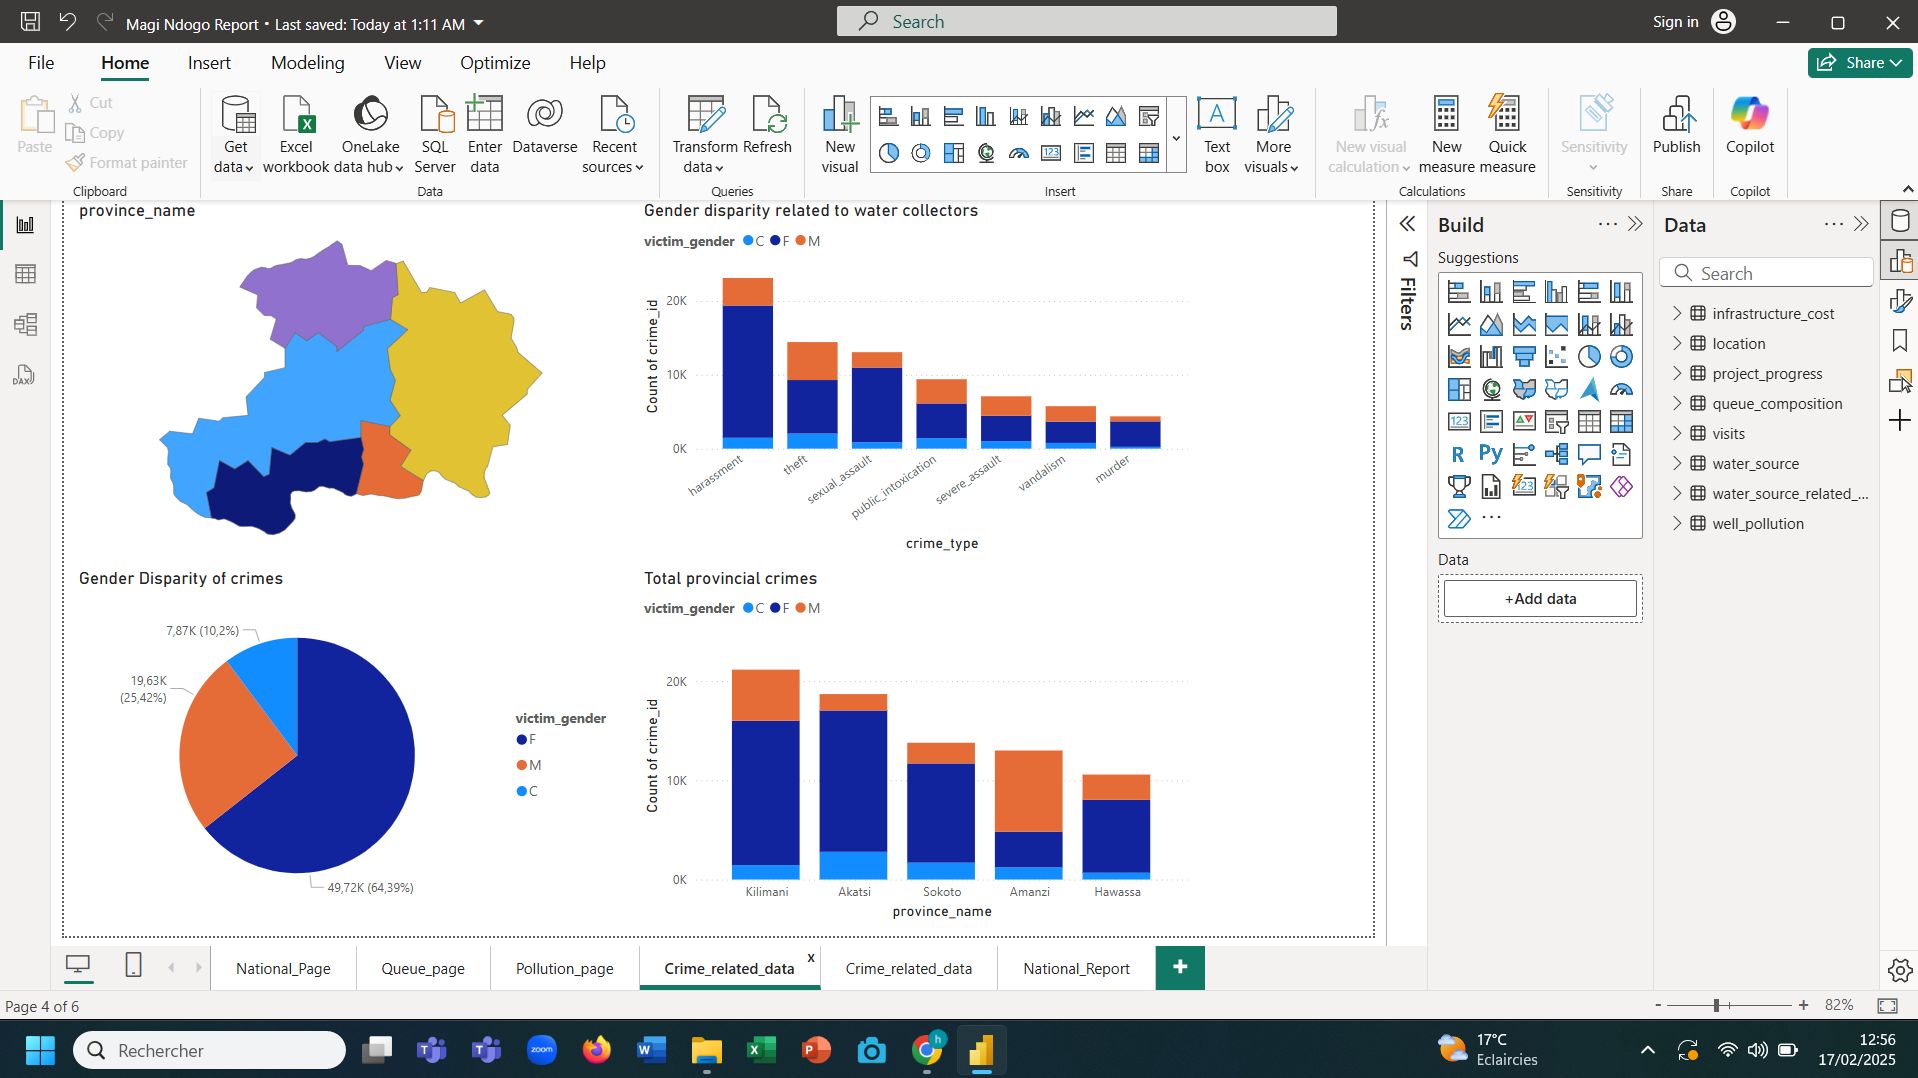 Magi Ndogo Report • Last saved: Today at 1:11 AM
Search
Sign in
File
Home
Insert
Modeling
View
Optimize
Help
Share
Paste
Cut
Copy
Format painter
Clipboard
Get data
Excel workbook
OneLake data hub
SQL Server
Enter data
Dataverse
Recent sources
Data
Transform data
Refresh
Queries
New visual
Text box
More visuals
Insert
New visual calculation
New measure
Quick measure
Calculations
Sensitivity
Sensitivity
Publish
Share
Copilot
Copilot
province_name
Gender disparity related to water collectors
victim_gender C F M
Count of crime_id
20K
10K
0K
harassment
theft
sexual_assault
public_intoxication
severe_assault
vandalism
murder
crime_type
Gender Disparity of crimes
7,87K (10,2%)
19,63K
(25,42%)
49,72K (64,39%)
victim_gender
F
M
C
Total provincial crimes
victim_gender C F M
Count of crime_id
20K
10K
0K
Kilimani
Akatsi
Sokoto
Amanzi
Hawassa
province_name
Filters
Build
Suggestions
R
Py
123
Data
+Add data
Data
Search
infrastructure_cost
location
project_progress
queue_composition
visits
water_source
water_source_related_...
well_pollution
National_Page
Queue_page
Pollution_page
Crime_related_data
x
Crime_related_data
National_Report
+
Page 4 of 6
- + 82%
Rechercher
17°C
Eclaircies
12:56
17/02/2025